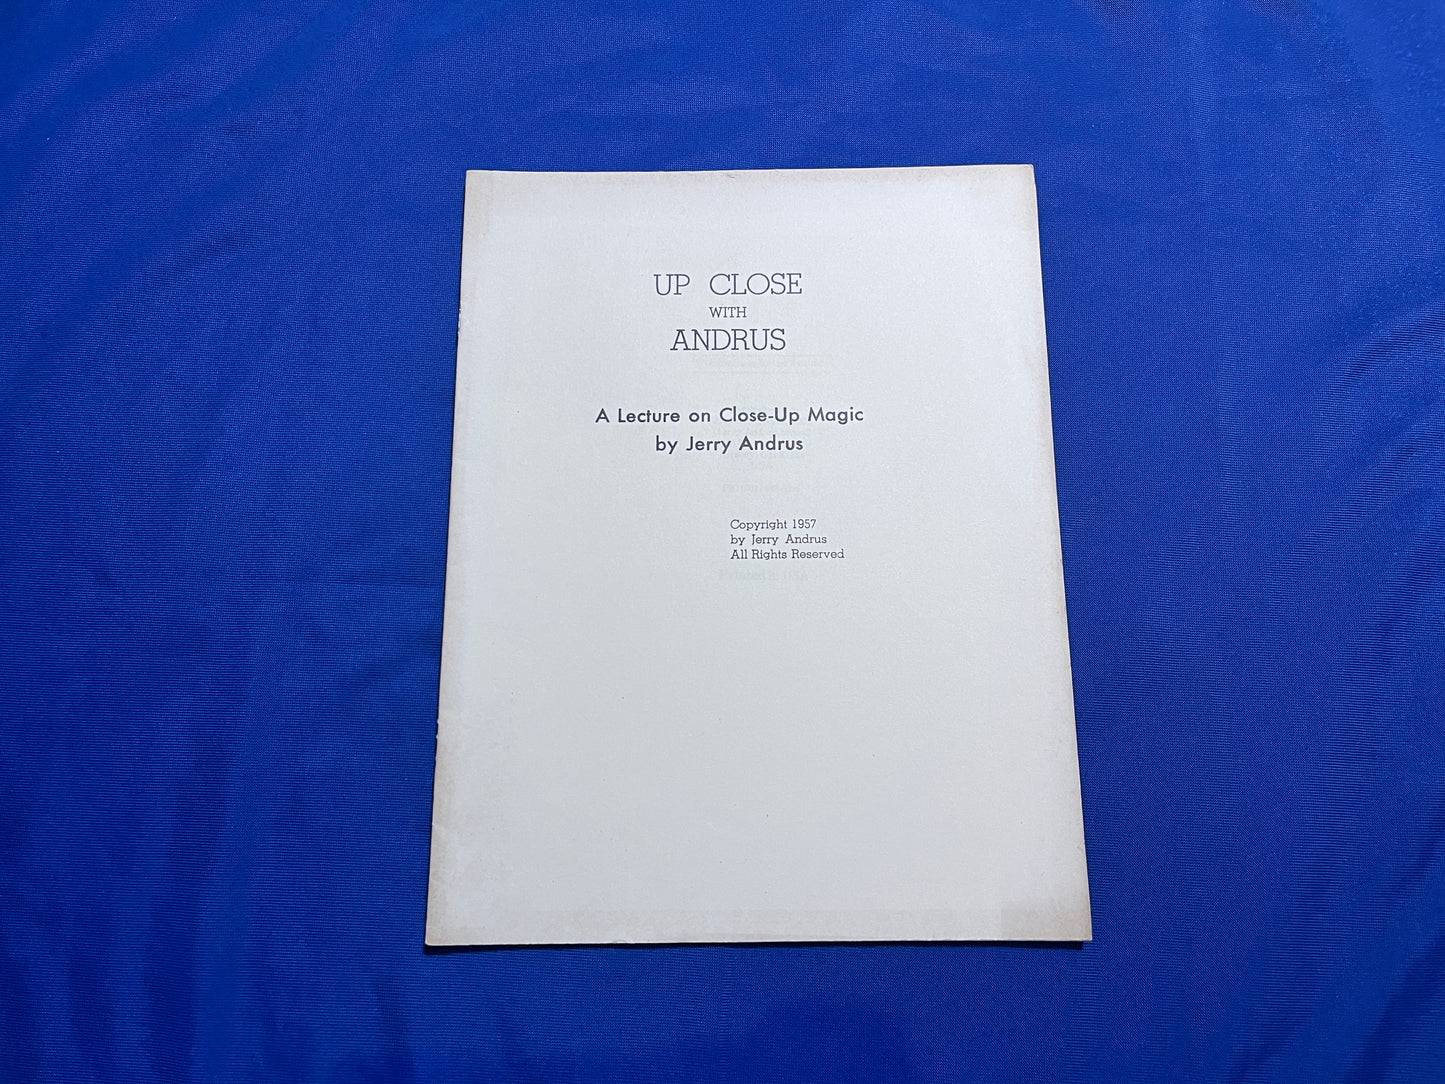 UP CLOSE
WITH
ANDRUS
A Lecture on Close-Up Magic
by Jerry Andrus
Copyright 1957
by Jerry Andrus
All Rights Reserved